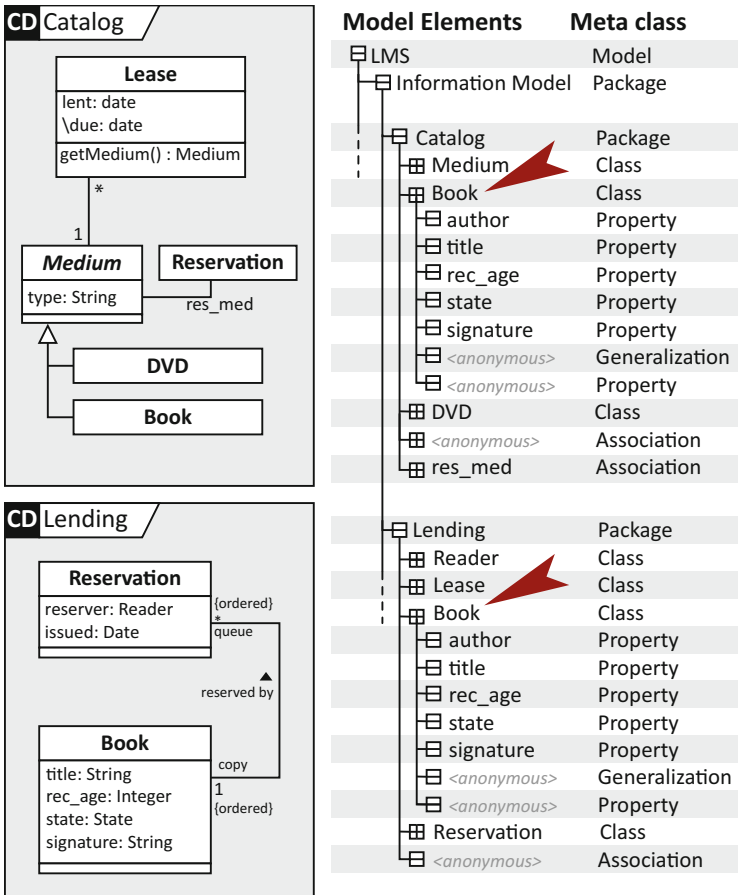 CD Catalog
Lease
lent: date
\due: date
getMedium() : Medium
*
1
Medium
type: String
Reservation
res_med
DVD
Book
CD Lending
Reservation
reserver: Reader
issued: Date
{ordered}
*
queue
reserved by
Book
title: String
rec_age: Integer
state: State
signature: String
copy
1
{ordered}
Model Elements Meta class
LMS Model
Information Model Package
Catalog Package
Medium Class
Book Class
author Property
title Property
rec_age Property
state Property
signature Property
<anonymous> Generalization
<anonymous> Property
DVD Class
<anonymous> Association
res_med Association
Lending Package
Reader Class
Lease Class
Book Class
author Property
title Property
rec_age Property
state Property
signature Property
<anonymous> Generalization
<anonymous> Property
Reservation Class
<anonymous> Association